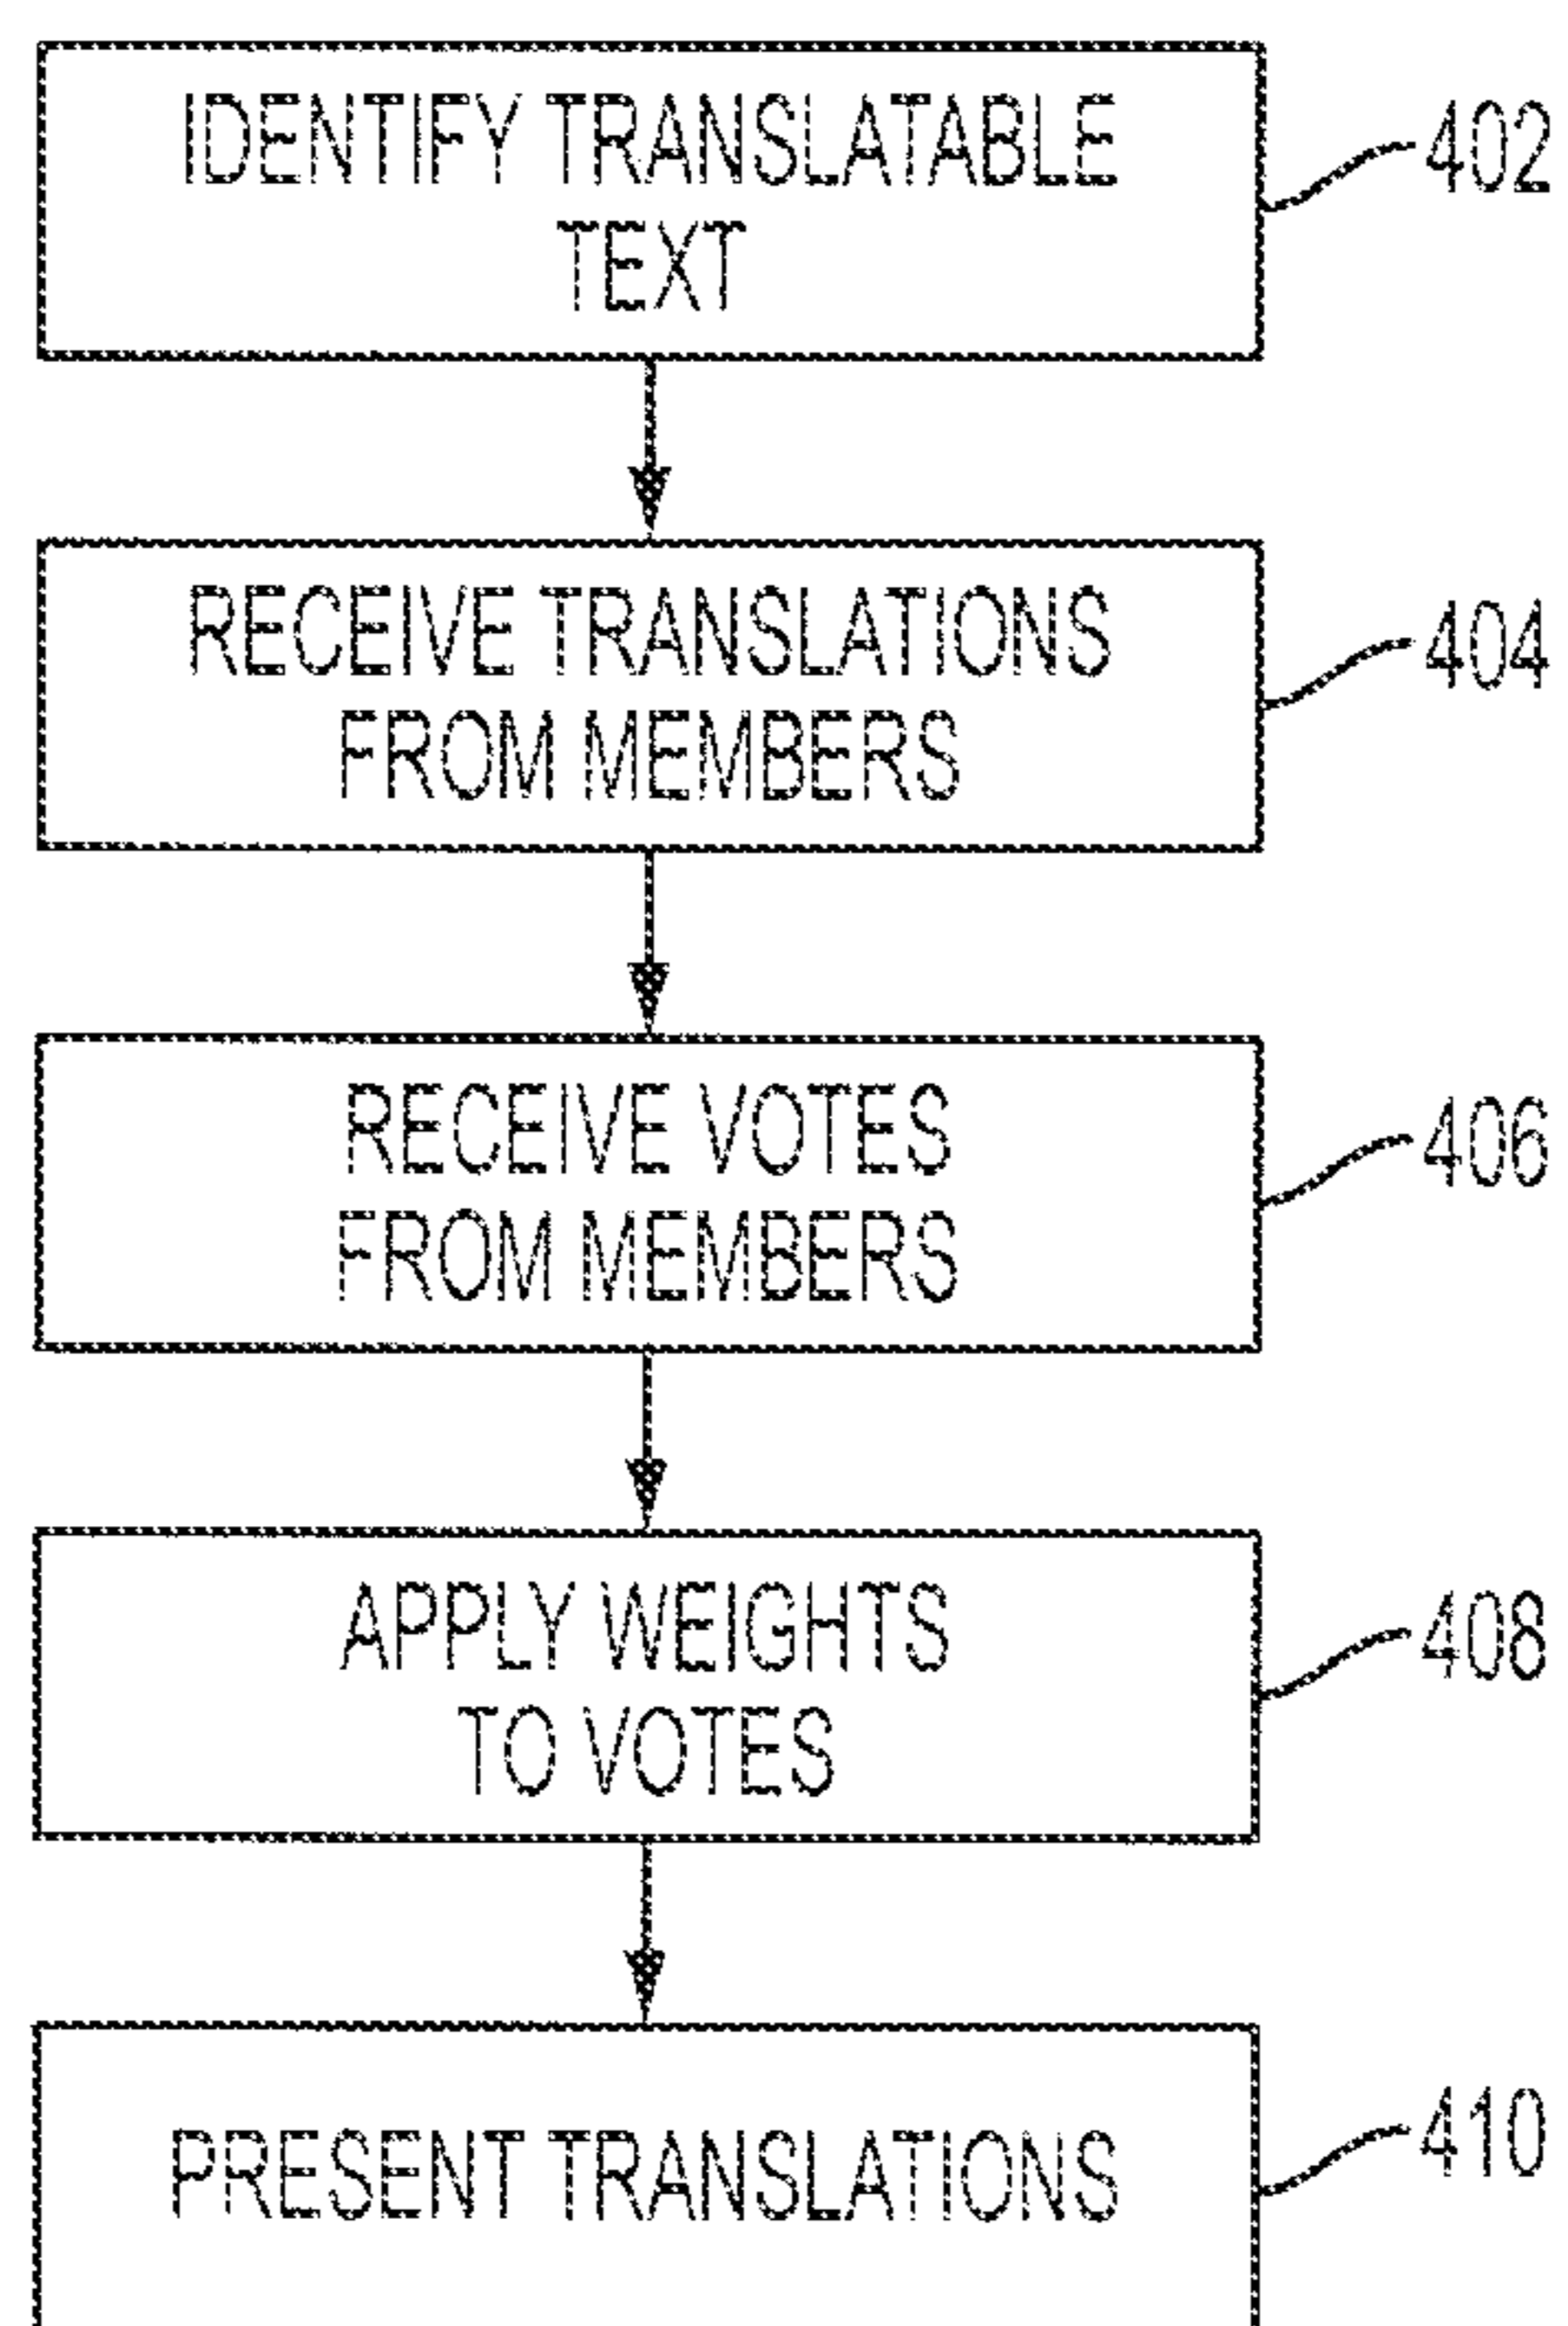 IDENTIFY TRANSLATABLE
TEXT
402
RECEIVE TRANSLATIONS
FROM MEMBERS
404
RECEIVE VOTES
FROM MEMBERS
406
APPLY WEIGHTS
TO VOTES
408
PRESENT TRANSLATIONS
410